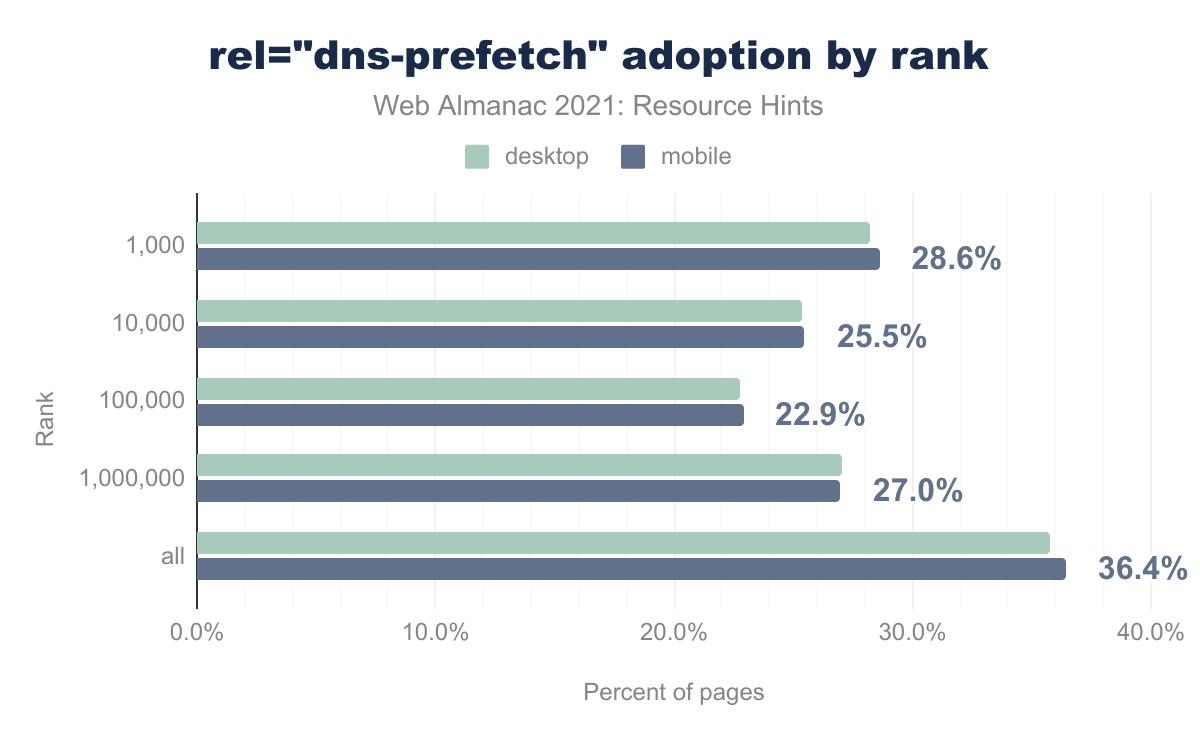 rel="dns-prefetch" adoption by rank
Web Almanac 2021: Resource Hints
desktop mobile
1,000
28.6%
10,000
25.5%
100,000
22.9%
1,000,000
27.0%
all
36.4%
Rank
0.0% 10.0% 20.0% 30.0% 40.0%
Percent of pages